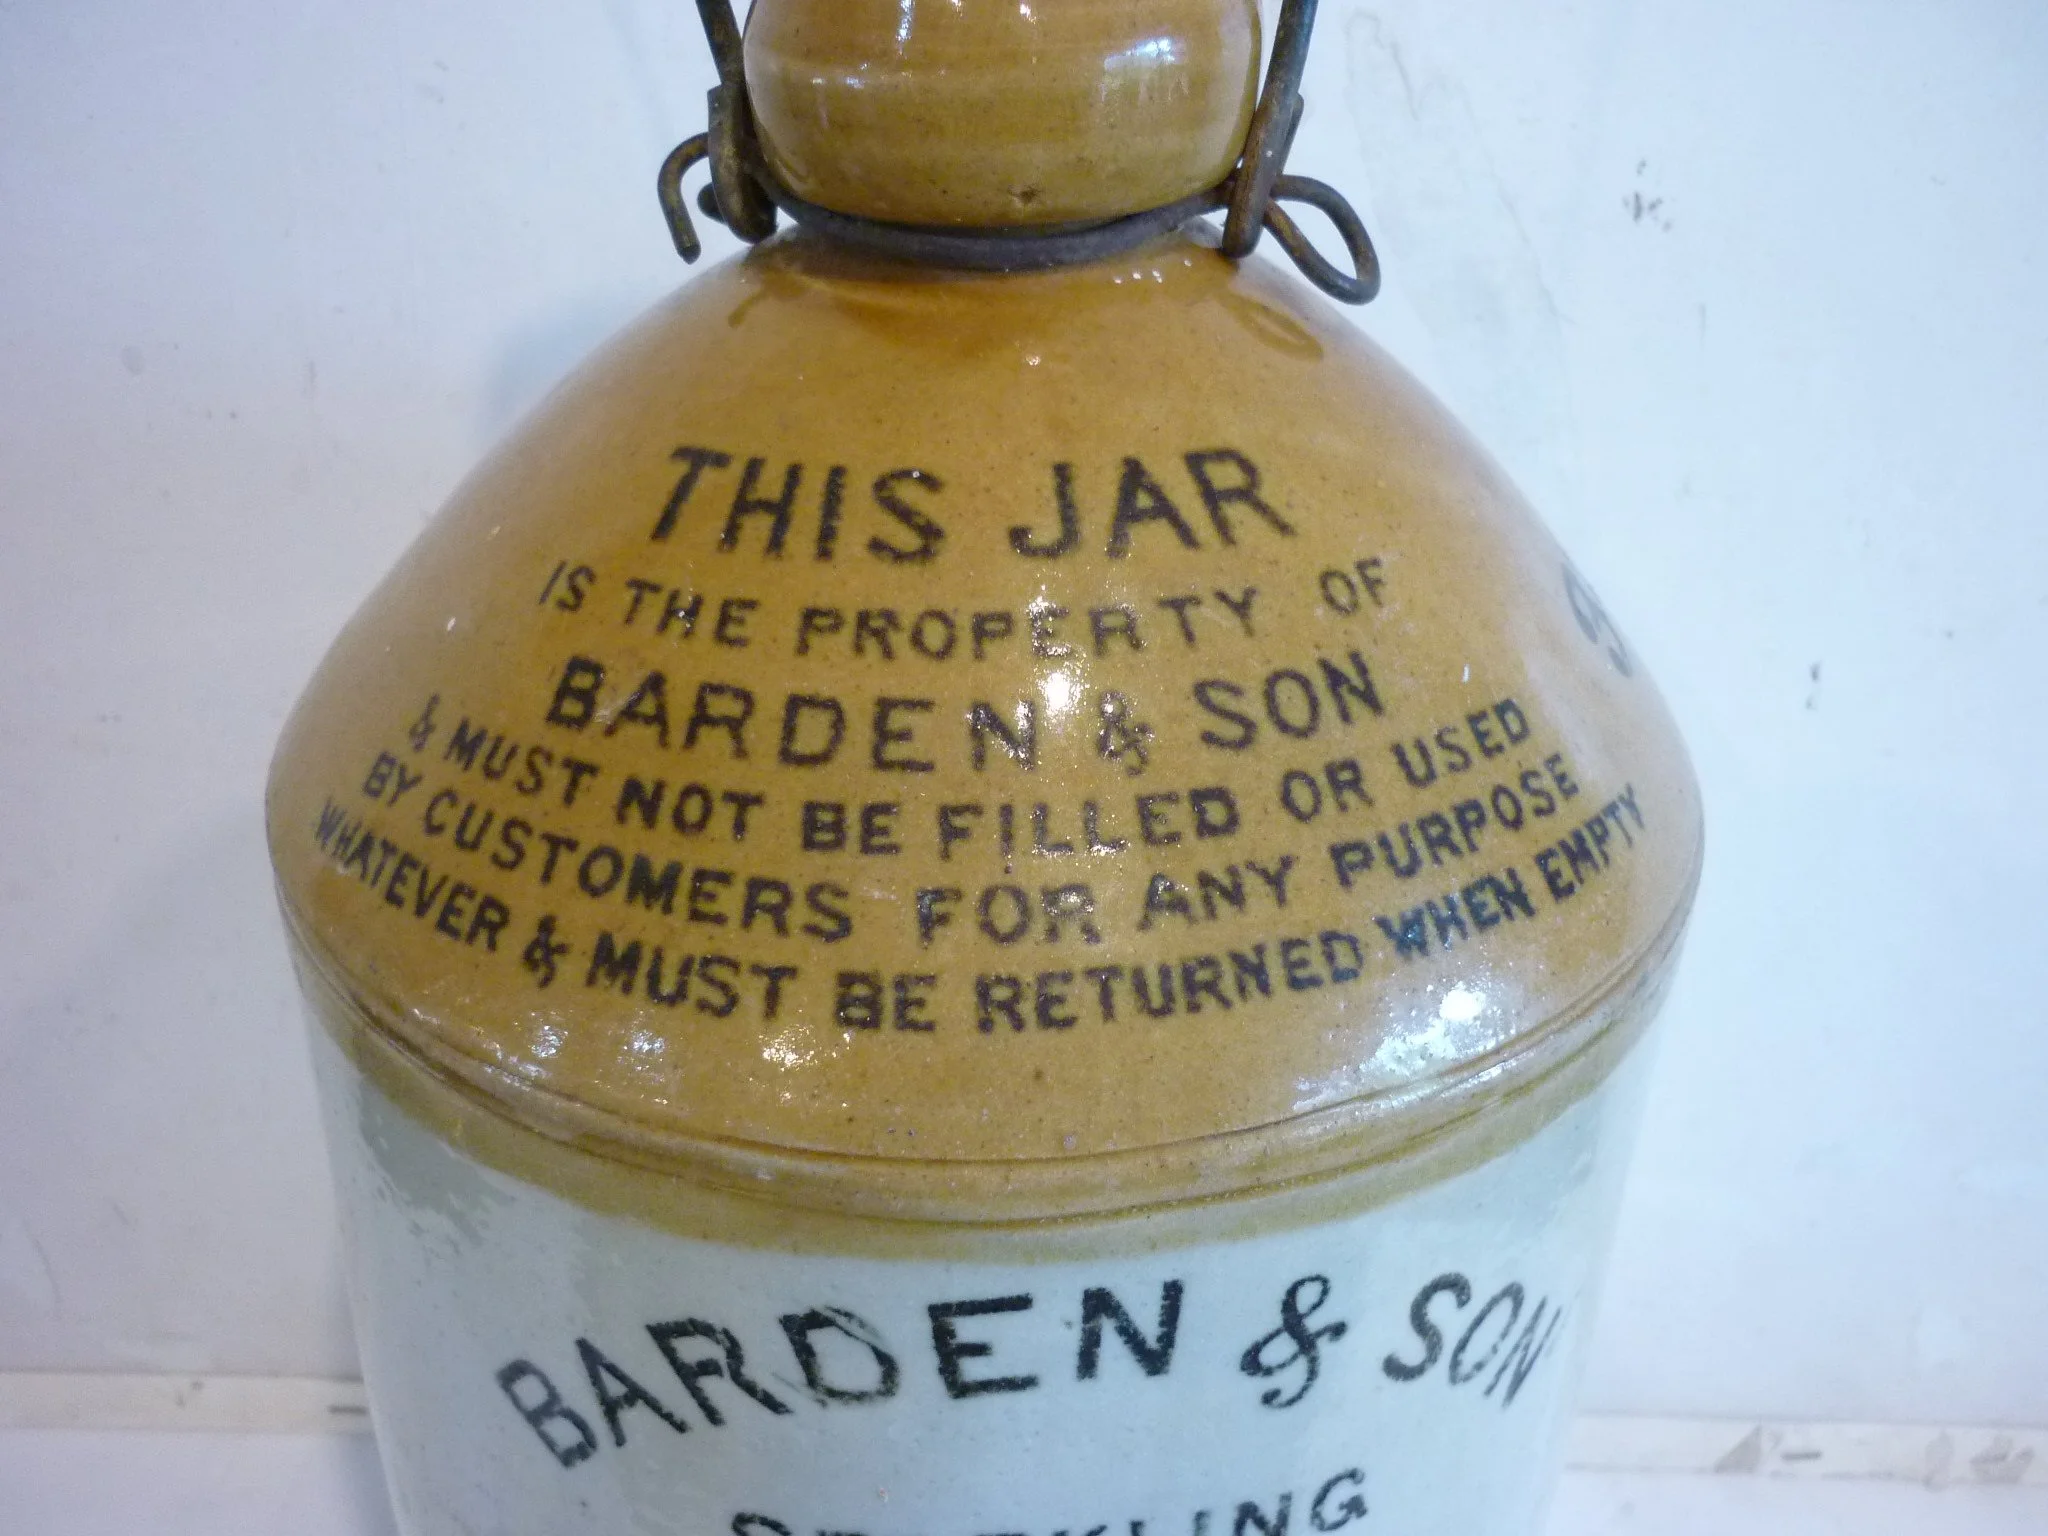 THIS JAR
IS THE PROPERTY OF
BARDEN & SON
& MUST NOT BE FILLED OR USED
BY CUSTOMERS FOR ANY PURPOSE
WHATEVER & MUST BE RETURNED WHEN EMPTY
BARDEN & SON
SPARKLING